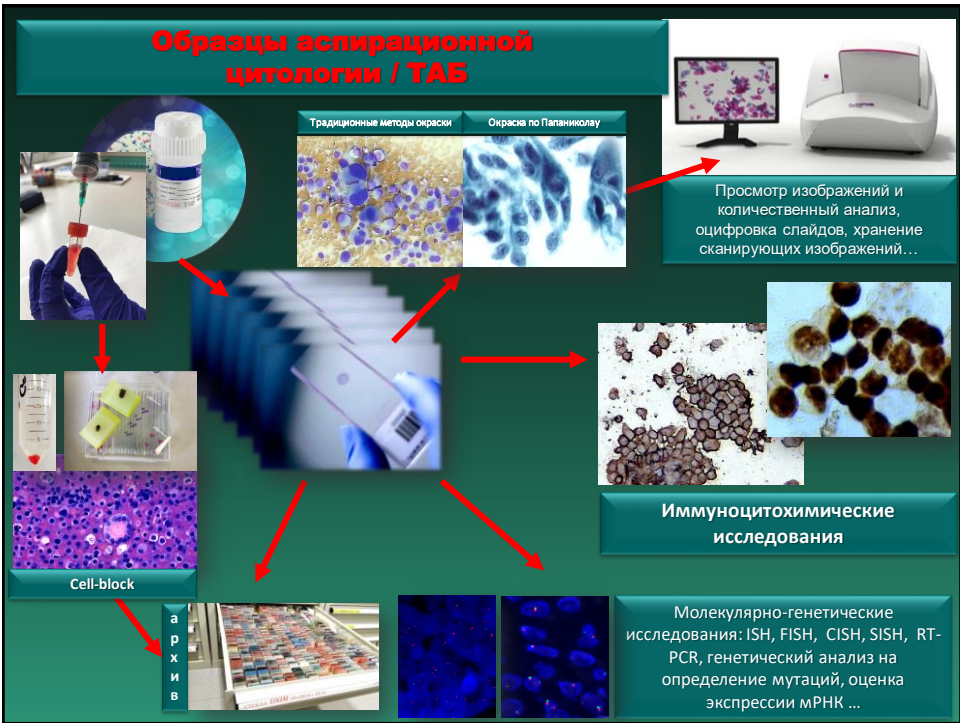 Образцы аспирационной
цитологии / ТАБ
Традиционные методы окраски
Окраска по Папаниколау
Просмотр изображений и
количественный анализ,
оцифровка слайдов, хранение
сканирующих изображений…
Иммуноцитохимические
исследования
Cell-block
архив
Молекулярно-генетические
исследования: ISH, FISH, CISH, SISH, RT-
PCR, генетический анализ на
определение мутаций, оценка
экспрессии мРНК ...